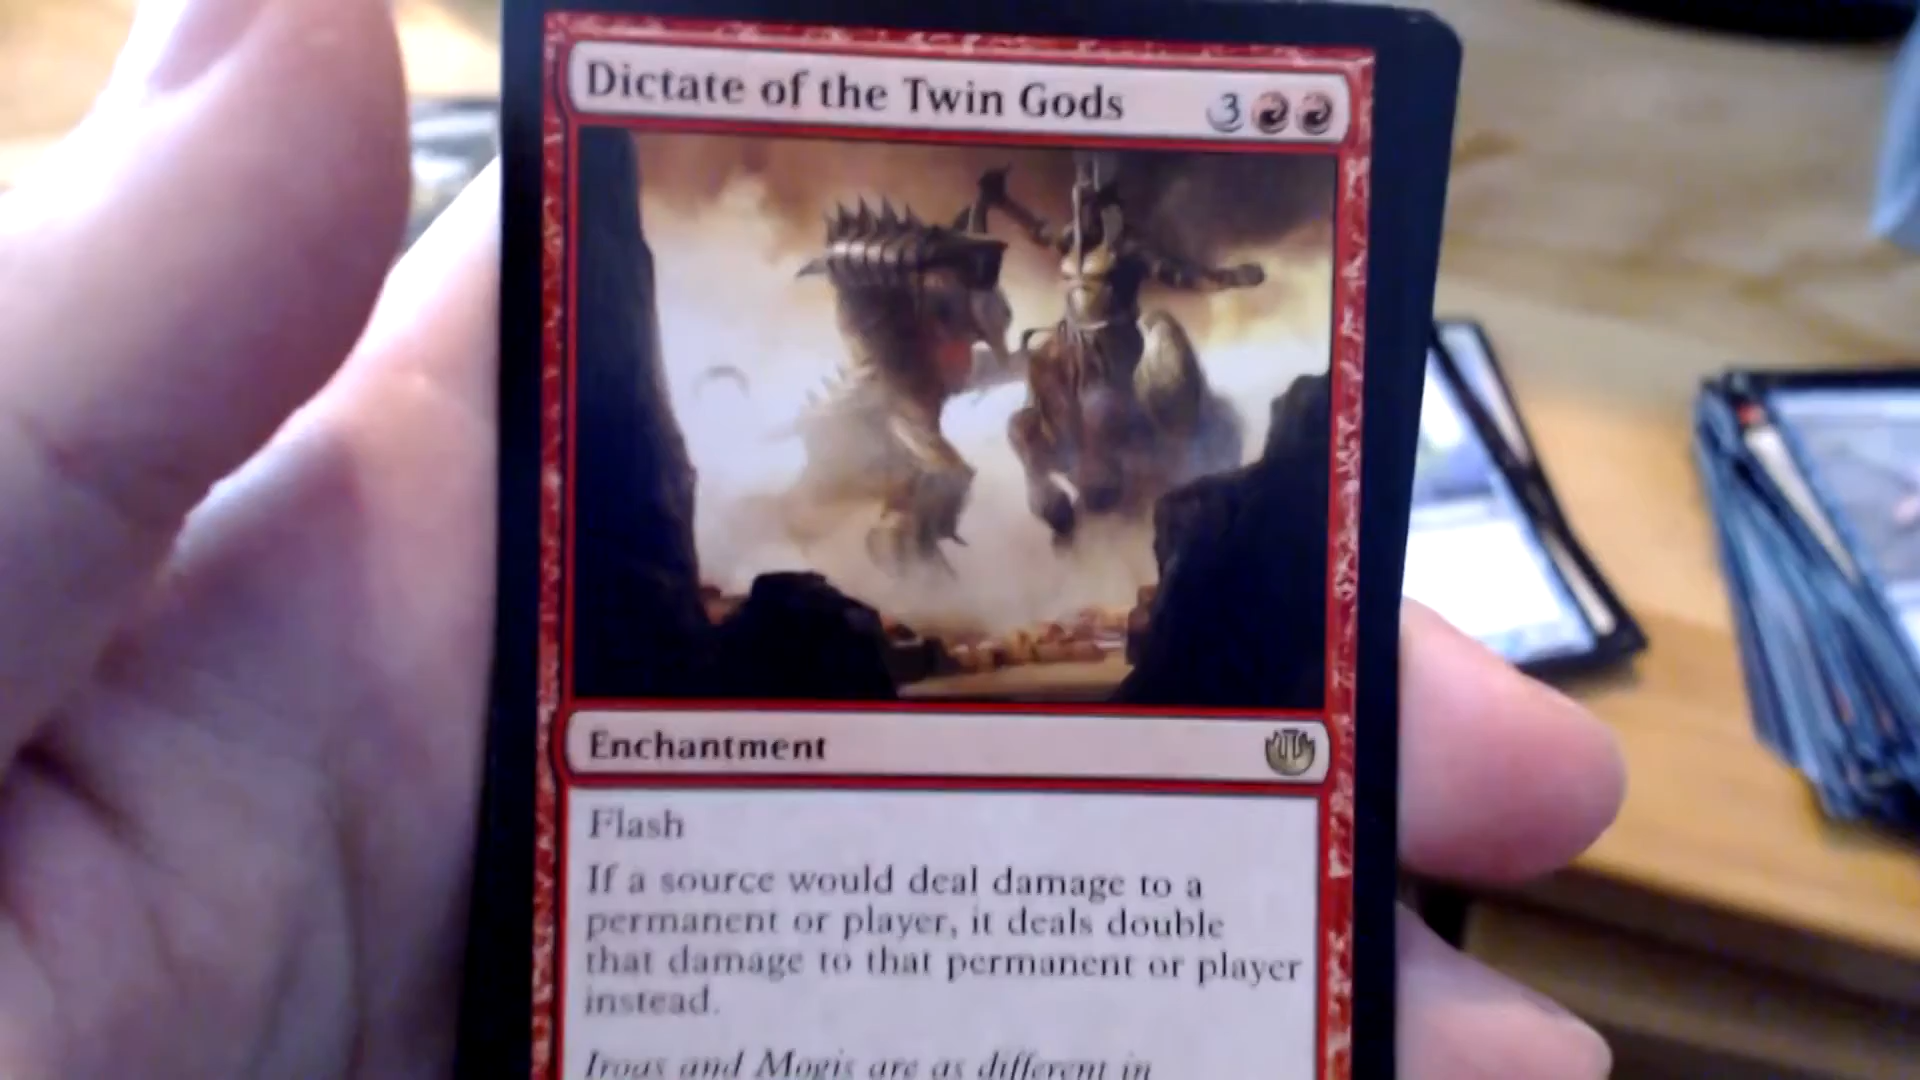 Dictate of the Twin Gods 3
Enchantment
Flash
If a source would deal damage to a
permanent or player, it deals double
that damage to that permanent or player
instead.
Iroas and Mogis are as different in